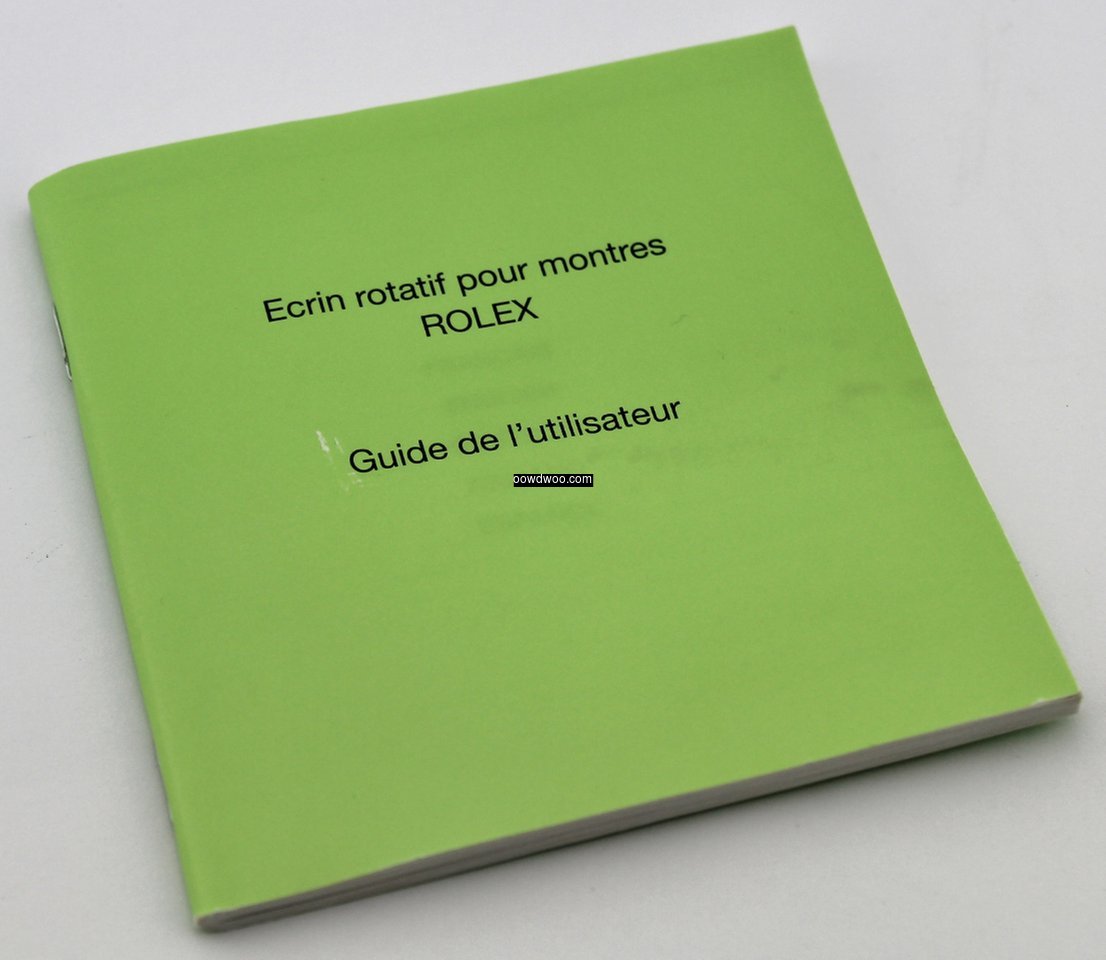 Ecrin rotatif pour montres
ROLEX
Guide de l’utilisateur
oowdwoo.com